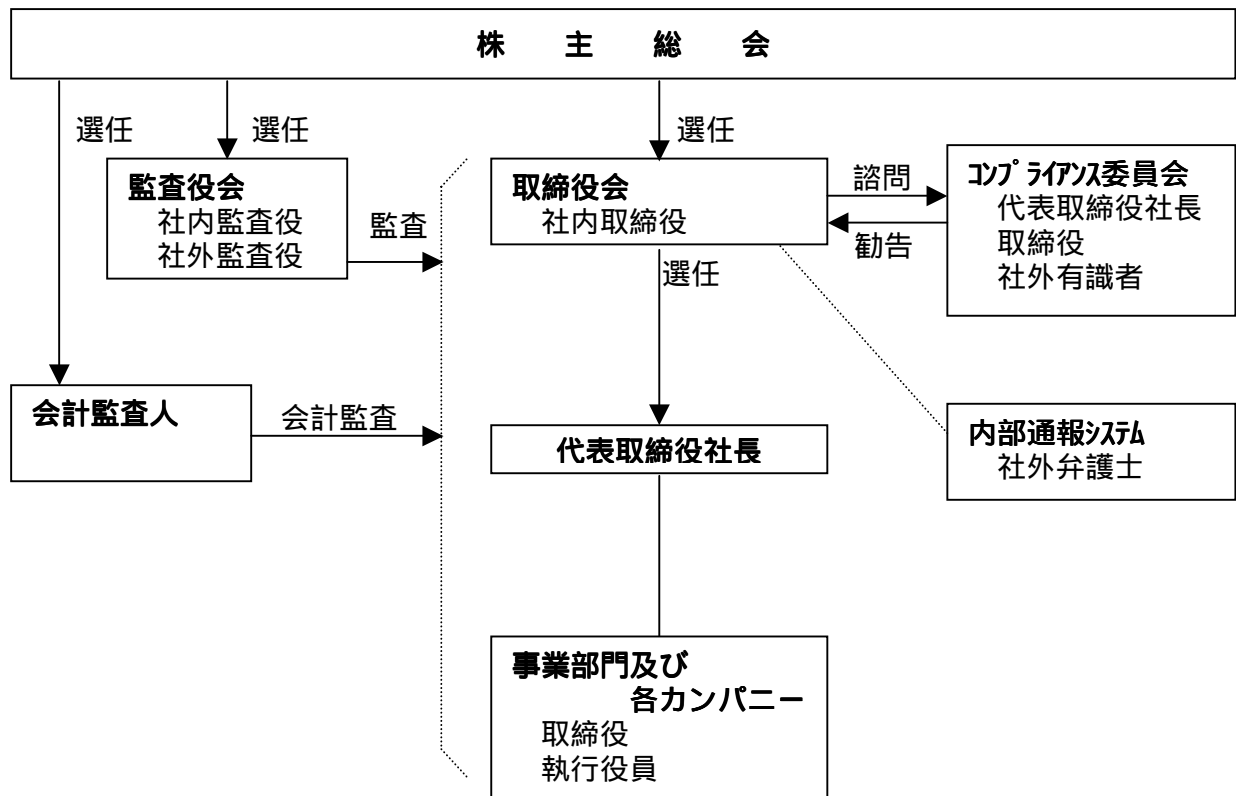 株　主　総　会
選任
選任
選任
監査役会
社内監査役
社外監査役
監査
取締役会
社内取締役
諮問
勧告
コンプライアンス委員会
代表取締役社長
取締役
社外有識者
選任
会計監査人
会計監査
代表取締役社長
内部通報システム
社外弁護士
事業部門及び
各カンパニー
取締役
執行役員